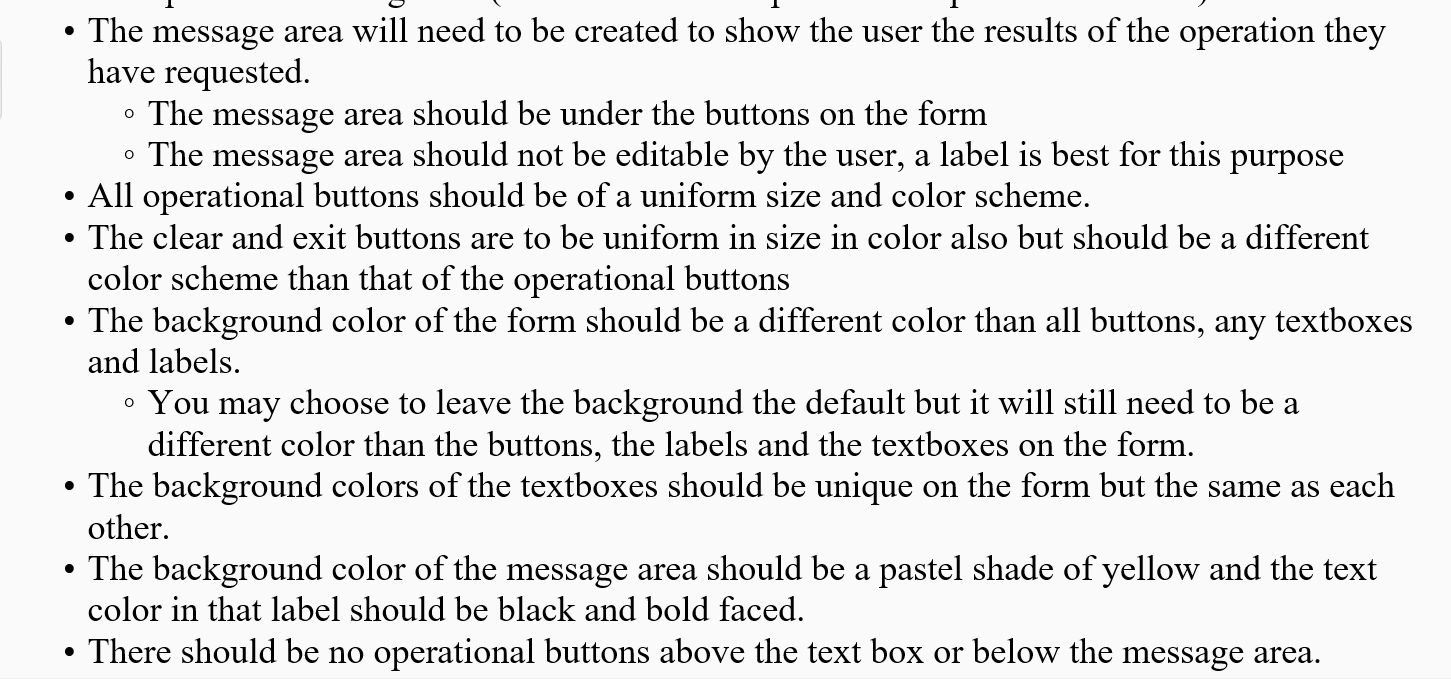 • The message area will need to be created to show the user the results of the operation they
have requested.
◦ The message area should be under the buttons on the form
◦ The message area should not be editable by the user, a label is best for this purpose
• All operational buttons should be of a uniform size and color scheme.
• The clear and exit buttons are to be uniform in size in color also but should be a different
color scheme than that of the operational buttons
• The background color of the form should be a different color than all buttons, any textboxes
and labels.
◦ You may choose to leave the background the default but it will still need to be a
different color than the buttons, the labels and the textboxes on the form.
• The background colors of the textboxes should be unique on the form but the same as each
other.
• The background color of the message area should be a pastel shade of yellow and the text
color in that label should be black and bold faced.
• There should be no operational buttons above the text box or below the message area.